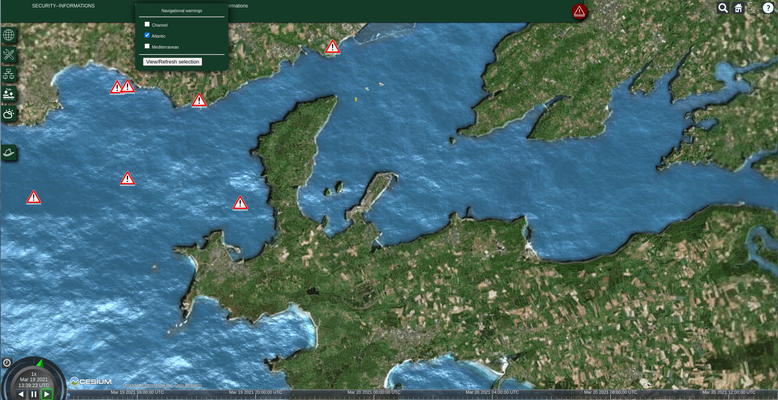 SECURITY--INFORMATIONS
Navigational warnings
Channel
Atlantic
Mediterranean
View/Refresh selection
?
1x
Mar 19 2021
13:39:23 UTC
CESIUM
Mar 19 2021 16:00:00 UTC
Mar 19 2021 20:00:00 UTC
Mar 20 2021 00:00:00 UTC
Mar 20 2021 04:00:00 UTC
Mar 20 2021 08:00:00 UTC
Mar 20 2021 12:00:00 UTC